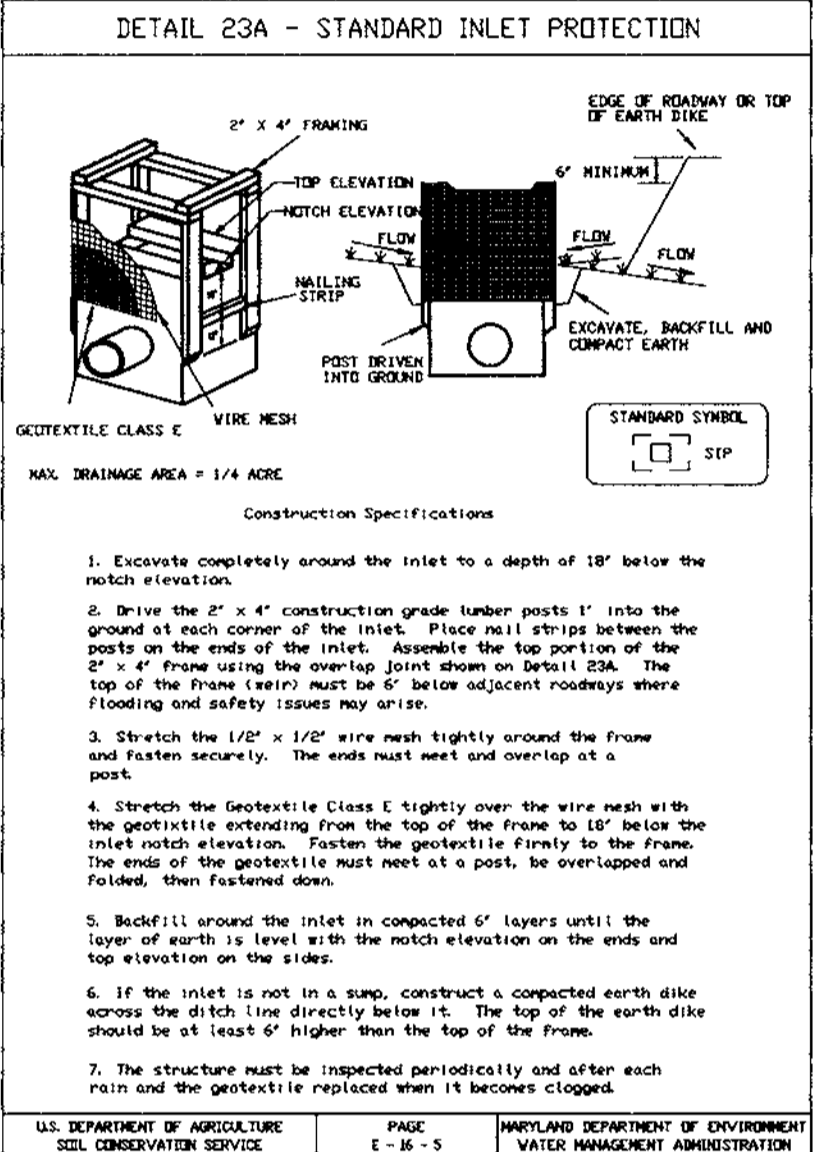 DETAIL 23A - STANDARD INLET PROTECTION
2" X 4" FRAMING
EDGE OF ROADWAY OR TOP
OF EARTH DIKE
6" MINIMUM
TOP ELEVATION
NOTCH ELEVATION
FLOW
FLOW
FLOW
NAILING
STRIP
EXCAVATE, BACKFILL AND
COMPACT EARTH
POST DRIVEN
INTO GROUND
WIRE MESH
GEOTEXTILE CLASS E
STANDARD SYMBOL
SIP
MAX. DRAINAGE AREA = 1/4 ACRE
Construction Specifications
1. Excavate completely around the inlet to a depth of 18" below the
notch elevation.
2. Drive the 2" x 4" construction grade lumber posts 1' into the
ground at each corner of the inlet. Place nail strips between the
posts on the ends of the inlet. Assemble the top portion of the
2" x 4" frame using the overlap joint shown on Detail 23A. The
top of the frame (weir) must be 6" below adjacent roadways where
flooding and safety issues may arise.
3. Stretch the 1/2" x 1/2" wire mesh tightly around the frame
and fasten securely. The ends must meet and overlap at a
post.
4. Stretch the Geotextile Class E tightly over the wire mesh with
the geotixtile extending from the top of the frame to 18" below the
inlet notch elevation. Fasten the geotextile firmly to the frame.
The ends of the geotextile must meet at a post, be overlapped and
folded, then fastened down.
5. Backfill around the inlet in compacted 6" layers until the
layer of earth is level with the notch elevation on the ends and
top elevation on the sides.
6. If the inlet is not in a sump, construct a compacted earth dike
across the ditch line directly below it. The top of the earth dike
should be at least 6" higher than the top of the frame.
7. The structure must be inspected periodically and after each
rain and the geotextile replaced when it becomes clogged.
U.S. DEPARTMENT OF AGRICULTURE
SOIL CONSERVATION SERVICE
PAGE
E - 16 - 5
MARYLAND DEPARTMENT OF ENVIRONMENT
WATER MANAGEMENT ADMINISTRATION